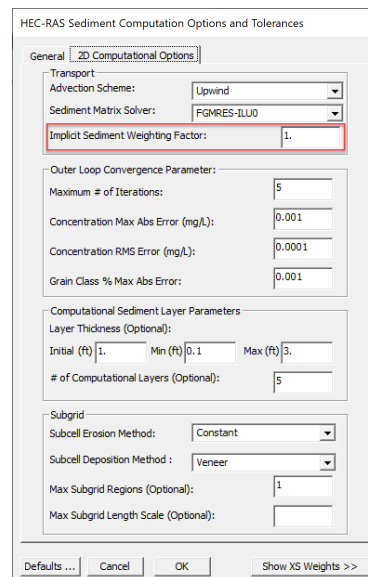 HEC-RAS Sediment Computation Options and Tolerances
General 2D Computational Options
Transport
Advection Scheme: Upwind
Sediment Matrix Solver: FGMRES-ILU0
Implicit Sediment Weighting Factor: 1.
Outer Loop Convergence Parameter:
Maximum # of Iterations: 5
Concentration Max Abs Error (mg/L): 0.001
Concentration RMS Error (mg/L): 0.0001
Grain Class % Max Abs Error: 0.001
Computational Sediment Layer Parameters
Layer Thickness (Optional):
Initial (ft) 1. Min (ft) 0.1 Max (ft) 3.
# of Computational Layers (Optional): 5
Subgrid
Subcell Erosion Method: Constant
Subcell Deposition Method : Veneer
Max Subgrid Regions (Optional): 1
Max Subgrid Length Scale (Optional):
Defaults ... Cancel OK Show XS Weights >>